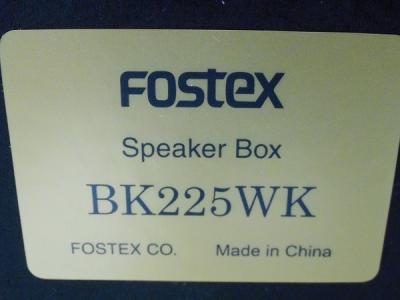 Fostex
Speaker Box
BK225WK
FOSTEX CO. Made in China